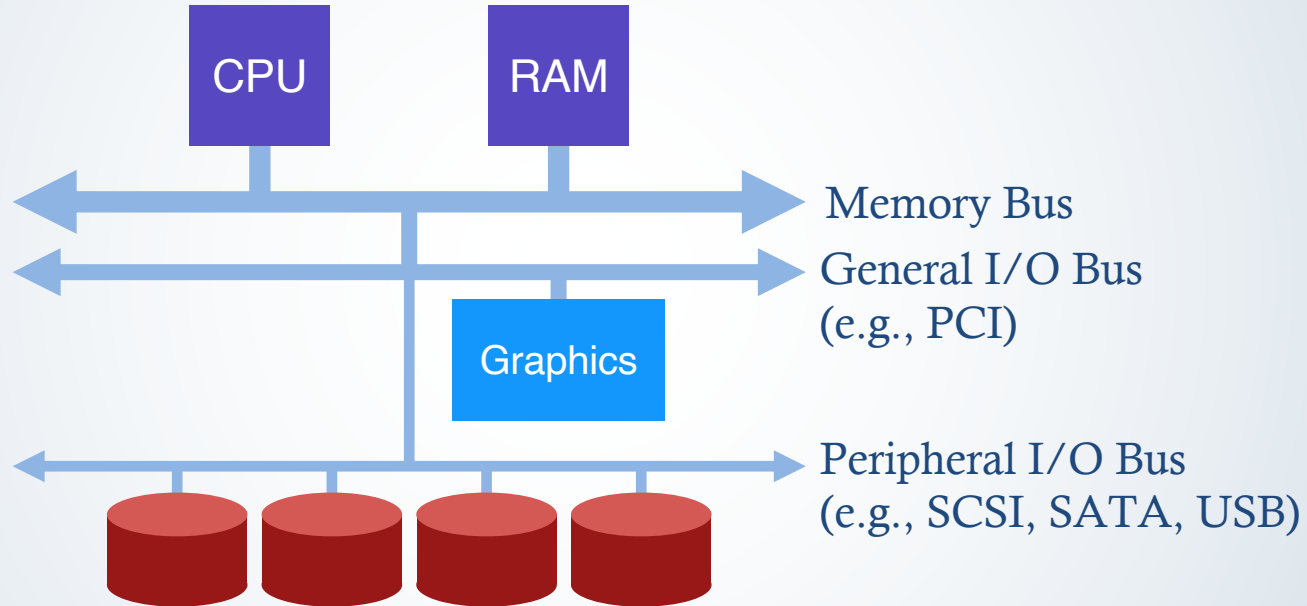 CPU
RAM
Memory Bus
General I/O Bus
(e.g., PCI)
Graphics
Peripheral I/O Bus
(e.g., SCSI, SATA, USB)